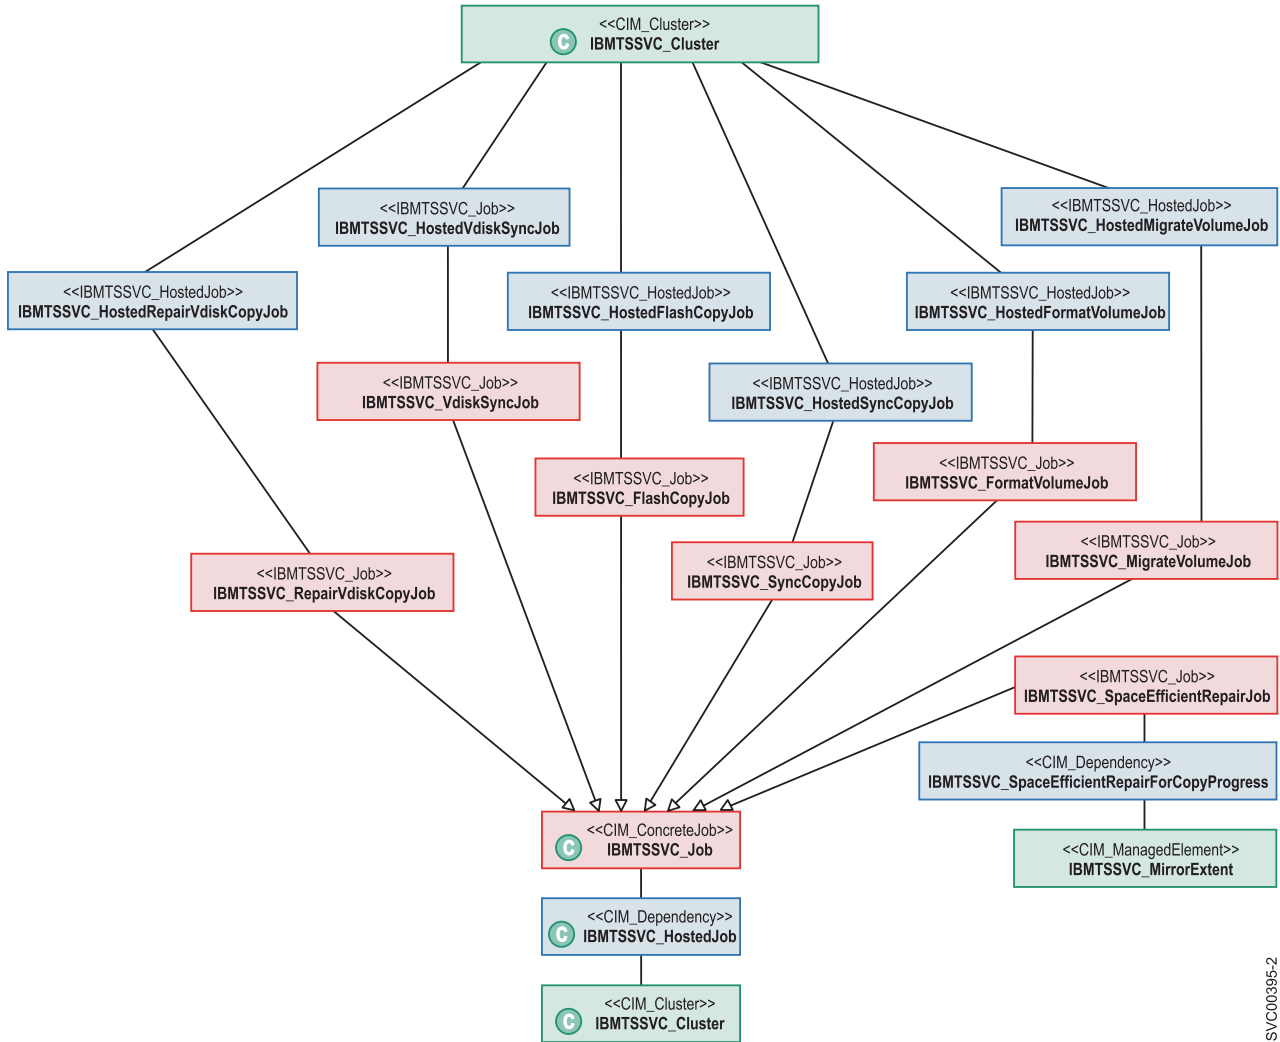 <<CIM_Cluster>>
C
IBMTSSVC_Cluster
<<IBMTSSVC_Job>>
IBMTSSVC_HostedVdiskSyncJob
<<IBMTSSVC_HostedJob>>
IBMTSSVC_HostedMigrateVolumeJob
<<IBMTSSVC_HostedJob>>
IBMTSSVC_HostedRepairVdiskCopyJob
<<IBMTSSVC_HostedJob>>
IBMTSSVC_HostedFlashCopyJob
<<IBMTSSVC_HostedJob>>
IBMTSSVC_HostedFormatVolumeJob
<<IBMTSSVC_Job>>
IBMTSSVC_VdiskSyncJob
<<IBMTSSVC_HostedJob>>
IBMTSSVC_HostedSyncCopyJob
<<IBMTSSVC_Job>>
IBMTSSVC_FlashCopyJob
<<IBMTSSVC_Job>>
IBMTSSVC_FormatVolumeJob
<<IBMTSSVC_Job>>
IBMTSSVC_RepairVdiskCopyJob
<<IBMTSSVC_Job>>
IBMTSSVC_SyncCopyJob
<<IBMTSSVC_Job>>
IBMTSSVC_MigrateVolumeJob
<<IBMTSSVC_Job>>
IBMTSSVC_SpaceEfficientRepairJob
<<CIM_Dependency>>
IBMTSSVC_SpaceEfficientRepairForCopyProgress
<<CIM_ManagedElement>>
IBMTSSVC_MirrorExtent
<<CIM_ConcreteJob>>
C
IBMTSSVC_Job
<<CIM_Dependency>>
C
IBMTSSVC_HostedJob
<<CIM_Cluster>>
C
IBMTSSVC_Cluster
SVC00395-2